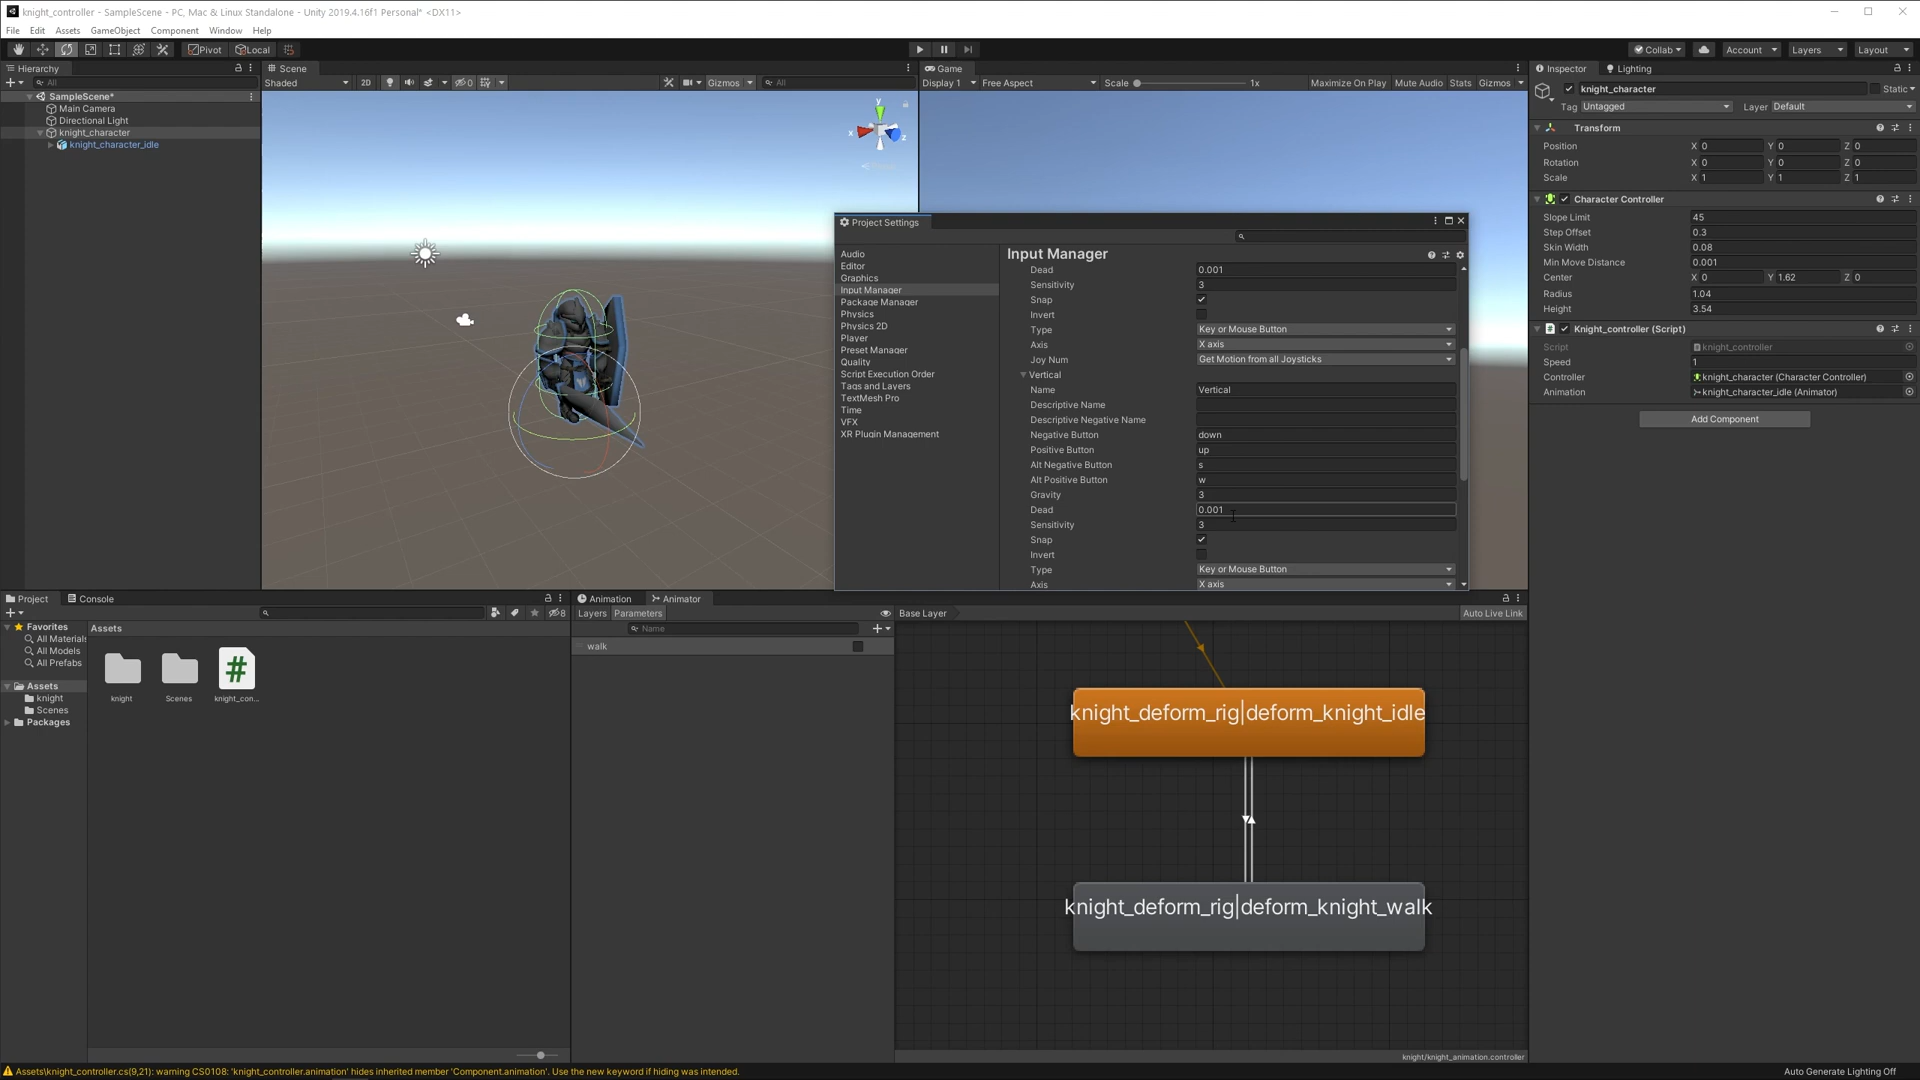 knight_controller - SampleScene - PC, Mac & Linux Standalone - Unity 2019.4.16f1 Personal* <DX11>
File Edit Assets GameObject Component Window Help
Pivot Local Collab Account Layers Layout
Hierarchy
All
SampleScene*
Main Camera
Directional Light
knight_character
knight_character_idle
Scene
Shaded 2D 0 Gizmos All
y
x
z
Game
Display 1 Free Aspect Scale 1x Maximize On Play Mute Audio Stats Gizmos
Project Settings
Audio
Editor
Graphics
Input Manager
Package Manager
Physics
Physics 2D
Player
Preset Manager
Quality
Script Execution Order
Tags and Layers
TextMesh Pro
Time
VFX
XR Plugin Management
Input Manager
Dead 0.001
Sensitivity 3
Snap
Invert
Type Key or Mouse Button
Axis X axis
Joy Num Get Motion from all Joysticks
Vertical
Name Vertical
Descriptive Name
Descriptive Negative Name
Negative Button down
Positive Button up
Alt Negative Button s
Alt Positive Button w
Gravity 3
Dead 0.001
Sensitivity 3
Snap
Invert
Type Key or Mouse Button
Axis X axis
Inspector Lighting
knight_character Static
Tag Untagged Layer Default
Transform
Position X 0 Y 0 Z 0
Rotation X 0 Y 0 Z 0
Scale X 1 Y 1 Z 1
Character Controller
Slope Limit 45
Step Offset 0.3
Skin Width 0.08
Min Move Distance 0.001
Center X 0 Y 1.62 Z 0
Radius 1.04
Height 3.54
Knight_controller (Script)
Script knight_controller
Speed 1
Controller knight_character (Character Controller)
Animation knight_character_idle (Animator)
Add Component
Project Console
8
Favorites
All Materials
All Models
All Prefabs
Assets
knight
Scenes
Packages
Assets
knight Scenes knight_con...
Animation Animator
Layers Parameters Base Layer Auto Live Link
Name
walk
knight_deform_rig|deform_knight_idle
knight_deform_rig|deform_knight_walk
knight/knight_animation.controller
Assets\knight_controller.cs(9,21): warning CS0108: 'knight_controller.animation' hides inherited member 'Component.animation'. Use the new keyword if hiding was intended.
Auto Generate Lighting Off